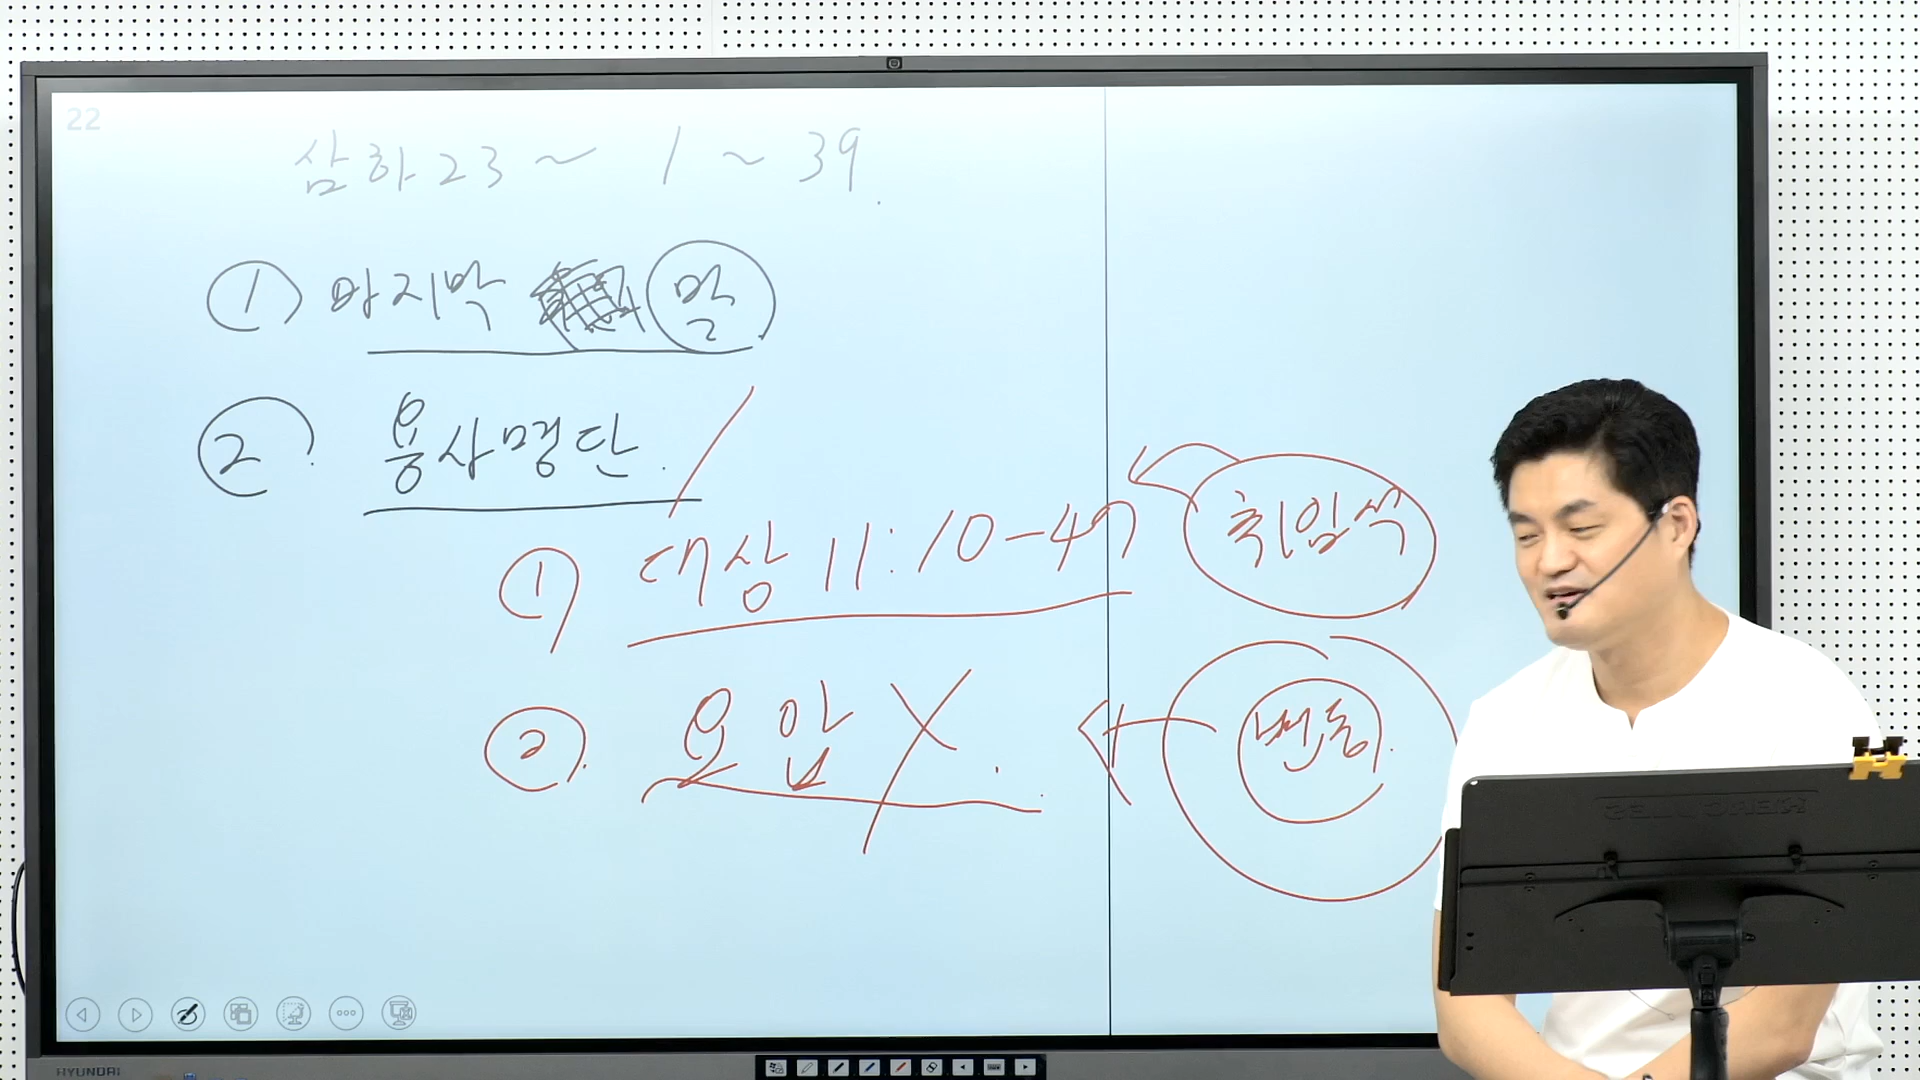 22
삼하 23 ~ 1 ~ 39.
① 마지막 말
② 용사명단.
① 대상 11:10-47 취임식
② 요압 X. 변동.
HYUNDAI